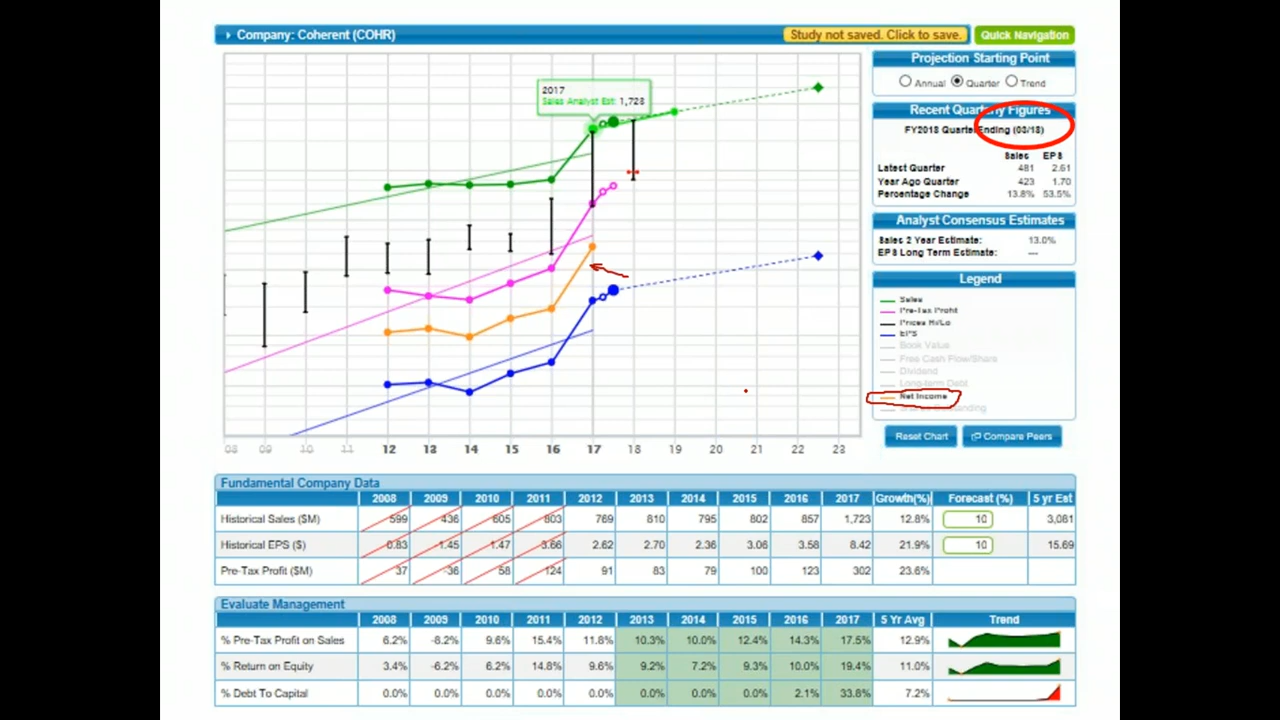 Company: Coherent (COHR)
Study not saved. Click to save.
Quick Navigation
2017
Sales Analyst Est: 1,723
08 09 10 11 12 13 14 15 16 17 18 19 20 21 22 23
Projection Starting Point
Annual Quarter Trend
Recent Quarterly Figures
FY2018 Quarter Ending (03/18)
Sales EPS
Latest Quarter 481 2.61
Year Ago Quarter 423 1.70
Percentage Change 13.8% 53.5%
Analyst Consensus Estimates
Sales 2 Year Estimate: 13.0%
EPS Long Term Estimate: ---
Legend
Sales
Pre-Tax Profit
Prices Hi/Lo
EPS
Book Value
Free Cash Flow/Share
Dividend
Long-term Debt
Net Income
Reset Chart
Compare Peers
Fundamental Company Data
2008 2009 2010 2011 2012 2013 2014 2015 2016 2017 Growth(%) Forecast (%) 5 yr Est
Historical Sales ($M) 599 436 605 803 769 810 795 802 857 1,723 12.8% 10 3,081
Historical EPS ($) 0.83 -1.45 1.47 3.66 2.62 2.70 2.36 3.06 3.58 8.42 21.9% 10 15.69
Pre-Tax Profit ($M) 37 -36 58 124 91 83 79 100 123 302 23.6%
Evaluate Management
2008 2009 2010 2011 2012 2013 2014 2015 2016 2017 5 Yr Avg Trend
% Pre-Tax Profit on Sales 6.2% -8.2% 9.6% 15.4% 11.8% 10.3% 10.0% 12.4% 14.3% 17.5% 12.9%
% Return on Equity 3.4% -6.2% 6.2% 14.8% 9.6% 9.2% 7.2% 9.3% 10.0% 19.4% 11.0%
% Debt To Capital 0.0% 0.0% 0.0% 0.0% 0.0% 0.0% 0.0% 0.0% 2.1% 33.8% 7.2%